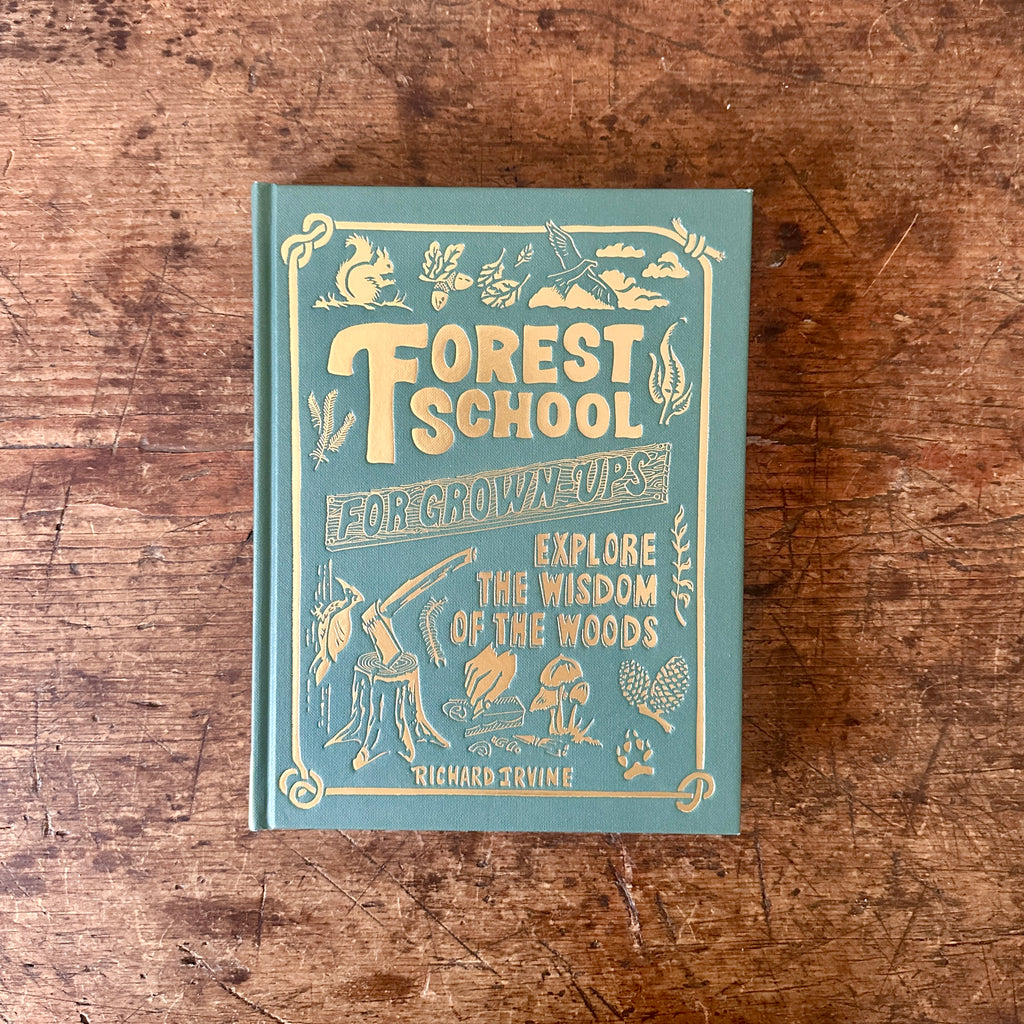 FOREST
SCHOOL
FOR GROWN UPS
EXPLORE
THE WISDOM
OF THE WOODS
RICHARD IRVINE